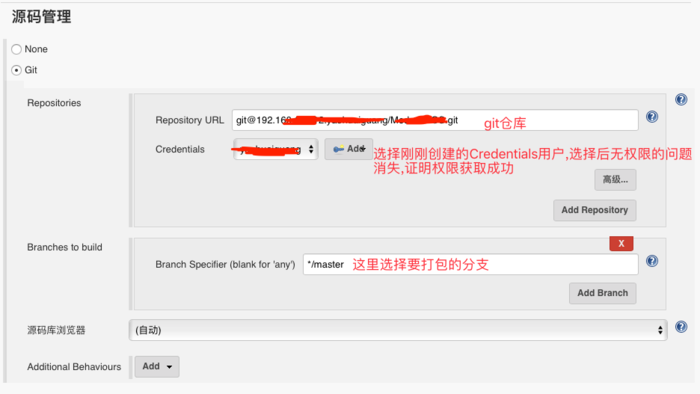 源码管理
None
Git
Repositories
Repository URL git@192.16 git git仓库
Credentials Add 选择刚刚创建的Credentials用户,选择后无权限的问题
消失,证明权限获取成功
高级...
Add Repository
Branches to build
X
Branch Specifier (blank for 'any') */master 这里选择要打包的分支
Add Branch
源码库浏览器 (自动)
Additional Behaviours Add